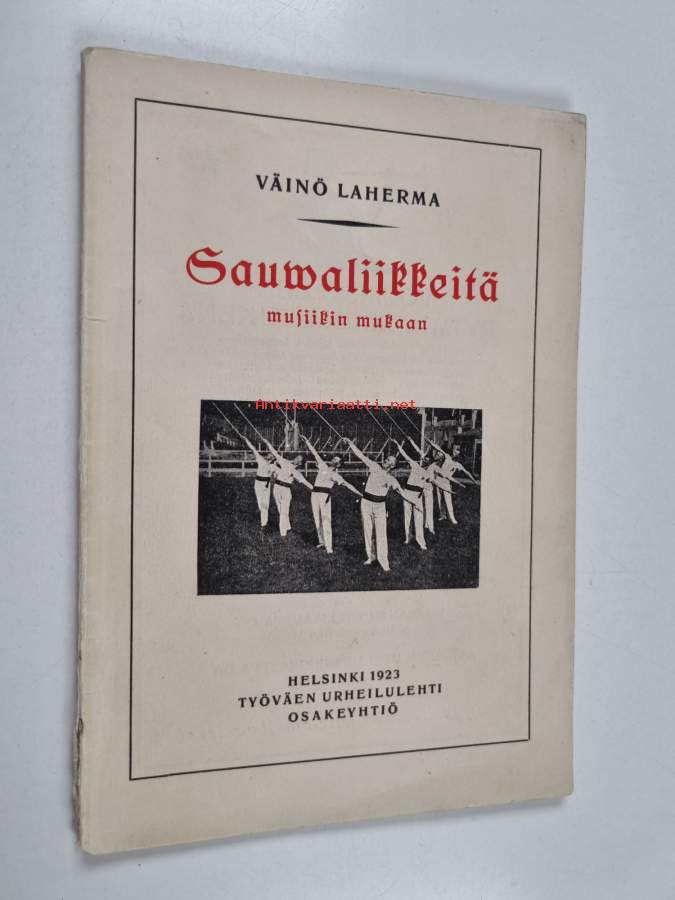 VÄINÖ LAHERMA
Sauwaliikkeitä
musiikin mukaan
Antikvariaatti.net
HELSINKI 1923
TYÖVÄEN URHEILULEHTI
OSAKEYHTIÖ